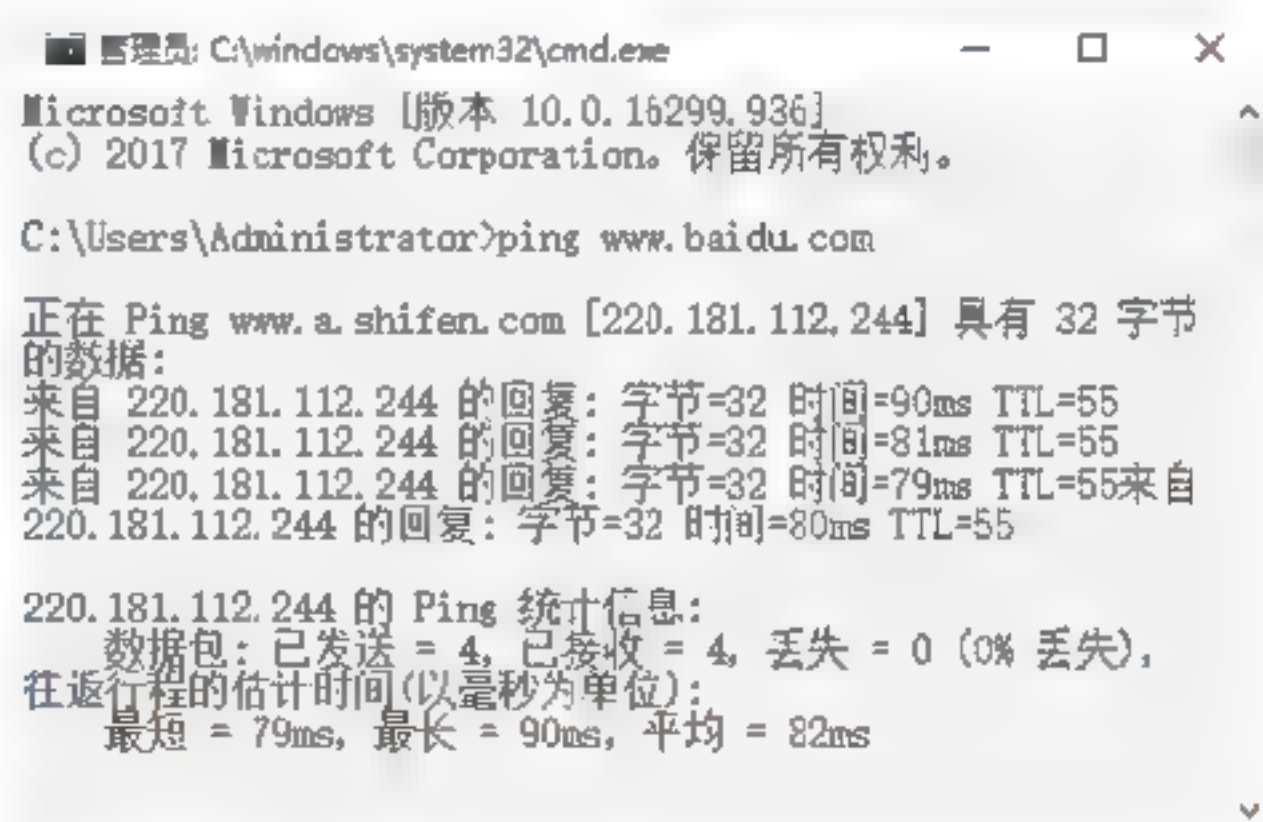 管理员: C:\windows\system32\cmd.exe
Microsoft Windows [版本 10.0.16299.936]
(c) 2017 Microsoft Corporation。保留所有权利。
C:\Users\Administrator>ping www.baidu.com
正在 Ping www.a.shifen.com [220.181.112.244] 具有 32 字节
的数据:
来自 220.181.112.244 的回复: 字节=32 时间=90ms TTL=55
来自 220.181.112.244 的回复: 字节=32 时间=81ms TTL=55
来自 220.181.112.244 的回复: 字节=32 时间=79ms TTL=55来自
220.181.112.244 的回复: 字节=32 时间=80ms TTL=55
220.181.112.244 的 Ping 统计信息:
数据包: 已发送 = 4, 已接收 = 4, 丢失 = 0 (0% 丢失),
往返行程的估计时间(以毫秒为单位):
最短 = 79ms, 最长 = 90ms, 平均 = 82ms